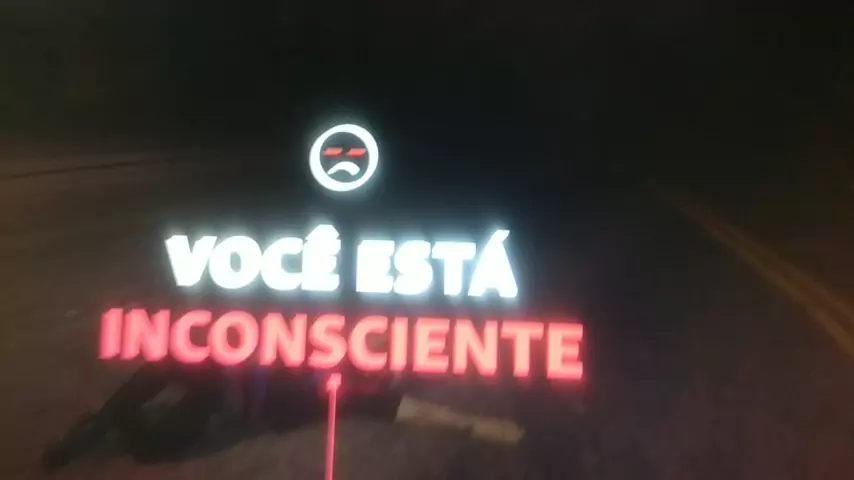 VOCÊ ESTÁ
INCONSCIENTE